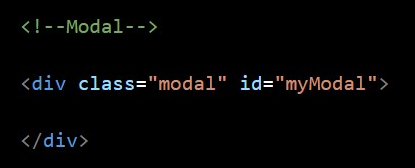 <!--Modal-->
<div class="modal" id="myModal">
</div>